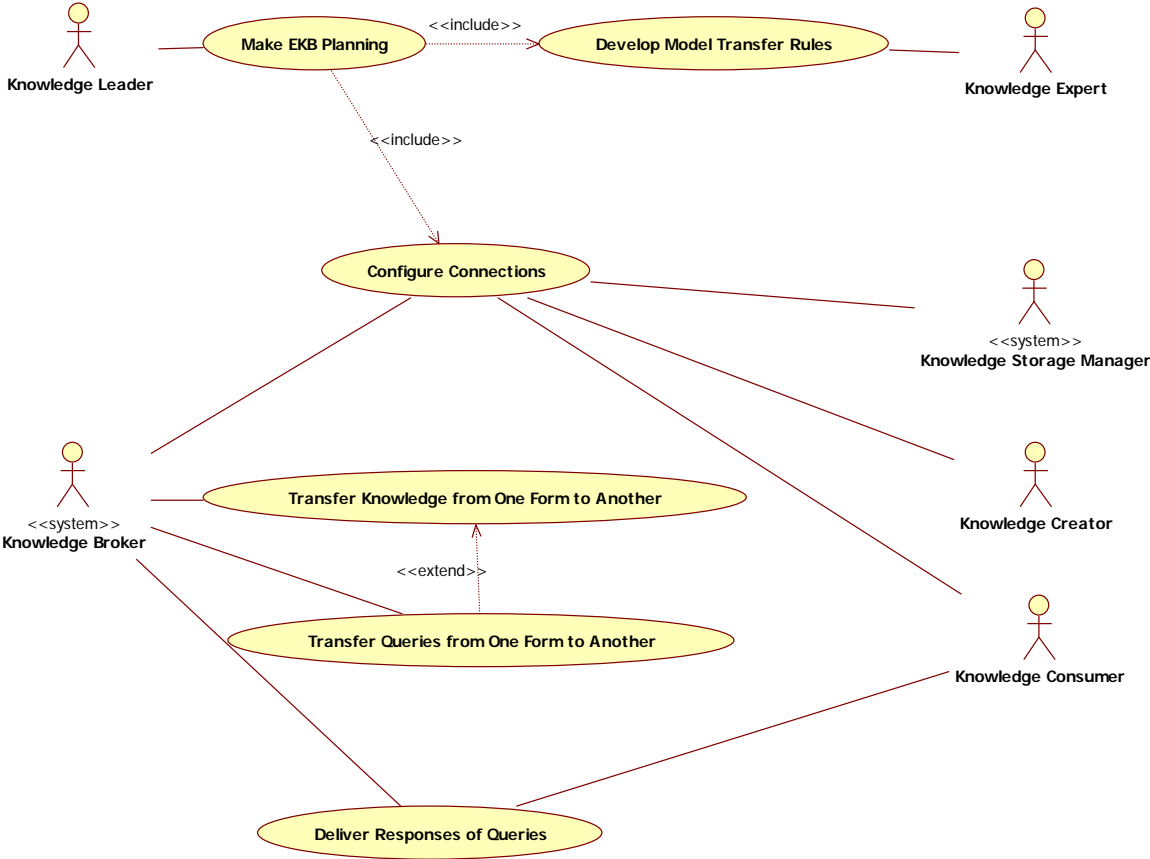 <<include>>
Make EKB Planning
Develop Model Transfer Rules
Knowledge Leader
Knowledge Expert
<<include>>
Configure Connections
<<system>>
Knowledge Storage Manager
Transfer Knowledge from One Form to Another
<<system>>
Knowledge Broker
Knowledge Creator
<<extend>>
Transfer Queries from One Form to Another
Knowledge Consumer
Deliver Responses of Queries